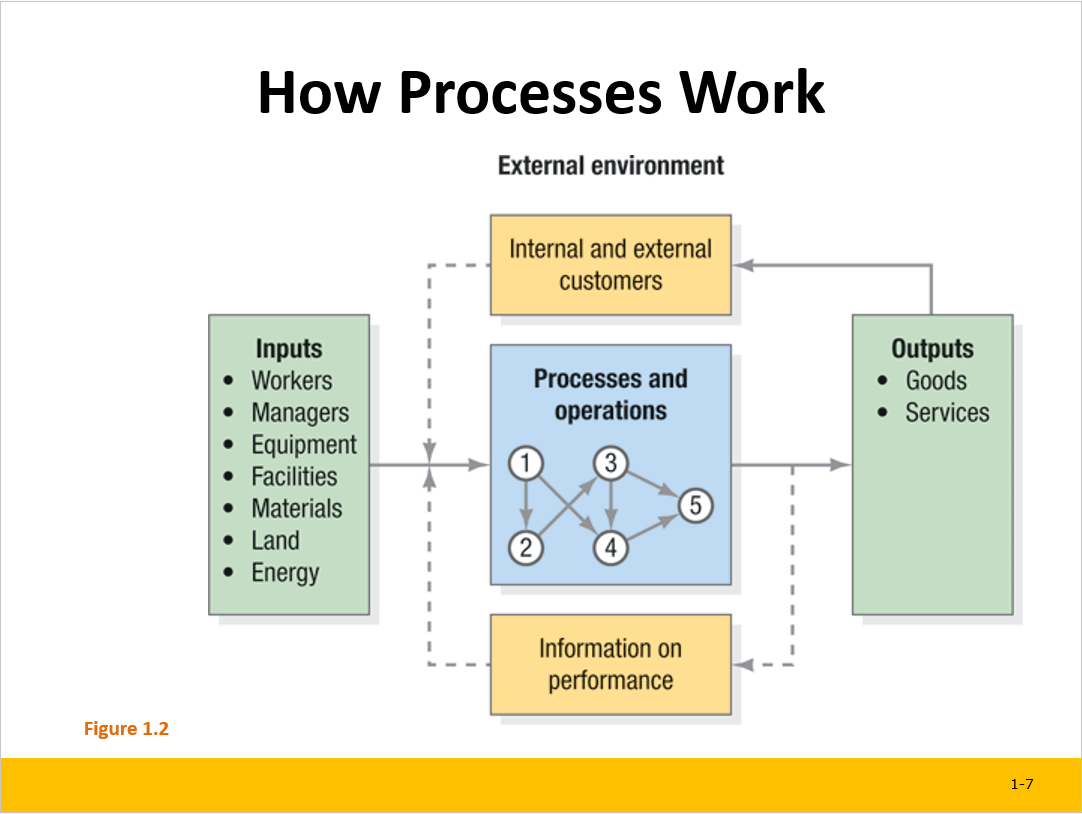 How Processes Work
External environment
Internal and external
customers
Inputs
• Workers
• Managers
• Equipment
• Facilities
• Materials
• Land
• Energy
Processes and
operations
1
3
5
2
4
Outputs
• Goods
• Services
Information on
performance
Figure 1.2
1-7